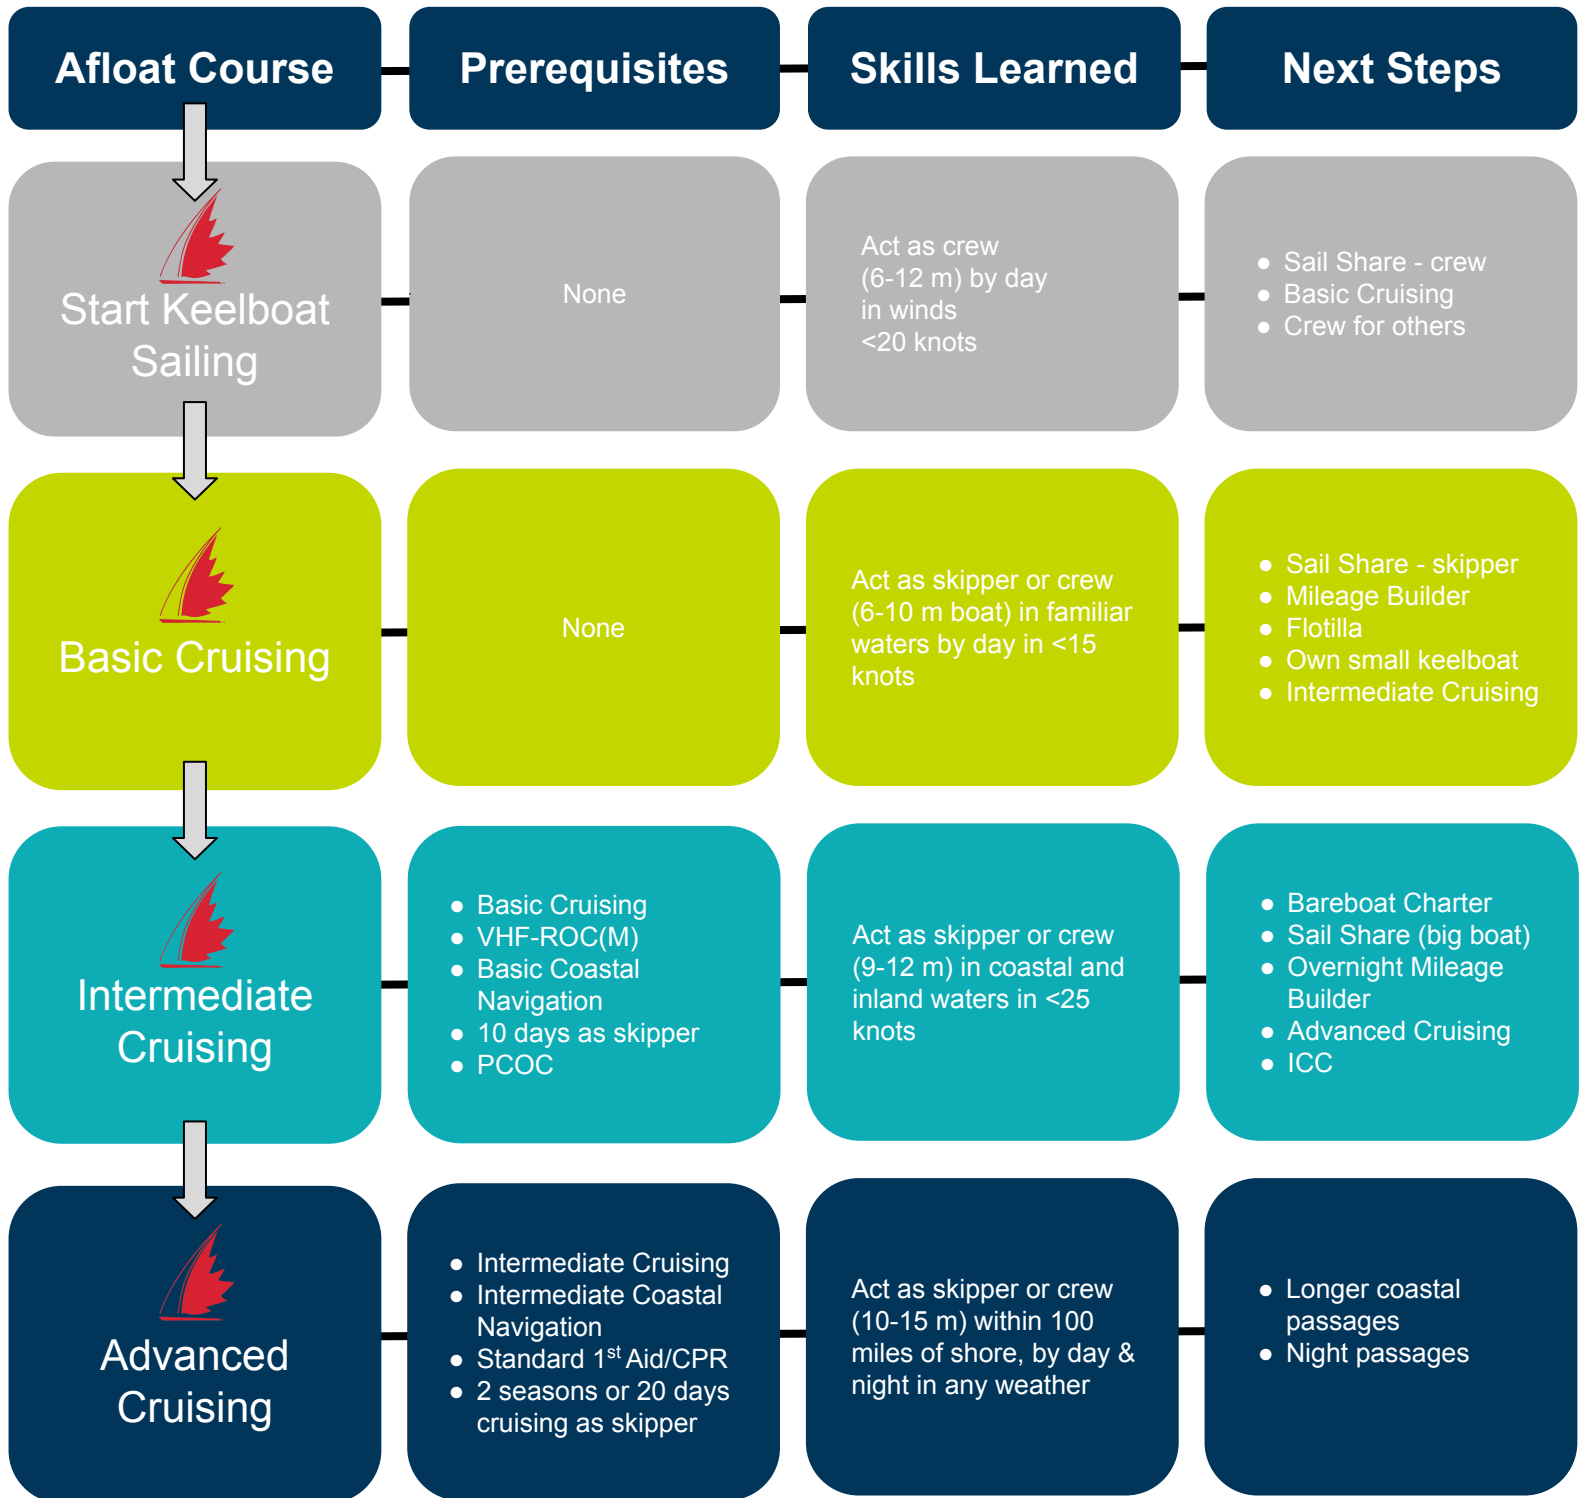 Afloat Course
Prerequisites
Skills Learned
Next Steps
Start Keelboat
Sailing
None
Act as crew
(6-12 m) by day
in winds
<20 knots
● Sail Share - crew
● Basic Cruising
● Crew for others
Basic Cruising
None
Act as skipper or crew
(6-10 m boat) in familiar
waters by day in <15
knots
● Sail Share - skipper
● Mileage Builder
● Flotilla
● Own small keelboat
● Intermediate Cruising
Intermediate
Cruising
● Basic Cruising
● VHF-ROC(M)
● Basic Coastal
Navigation
● 10 days as skipper
● PCOC
Act as skipper or crew
(9-12 m) in coastal and
inland waters in <25
knots
● Bareboat Charter
● Sail Share (big boat)
● Overnight Mileage
Builder
● Advanced Cruising
● ICC
Advanced
Cruising
● Intermediate Cruising
● Intermediate Coastal
Navigation
● Standard 1st Aid/CPR
● 2 seasons or 20 days
cruising as skipper
Act as skipper or crew
(10-15 m) within 100
miles of shore, by day &
night in any weather
● Longer coastal
passages
● Night passages